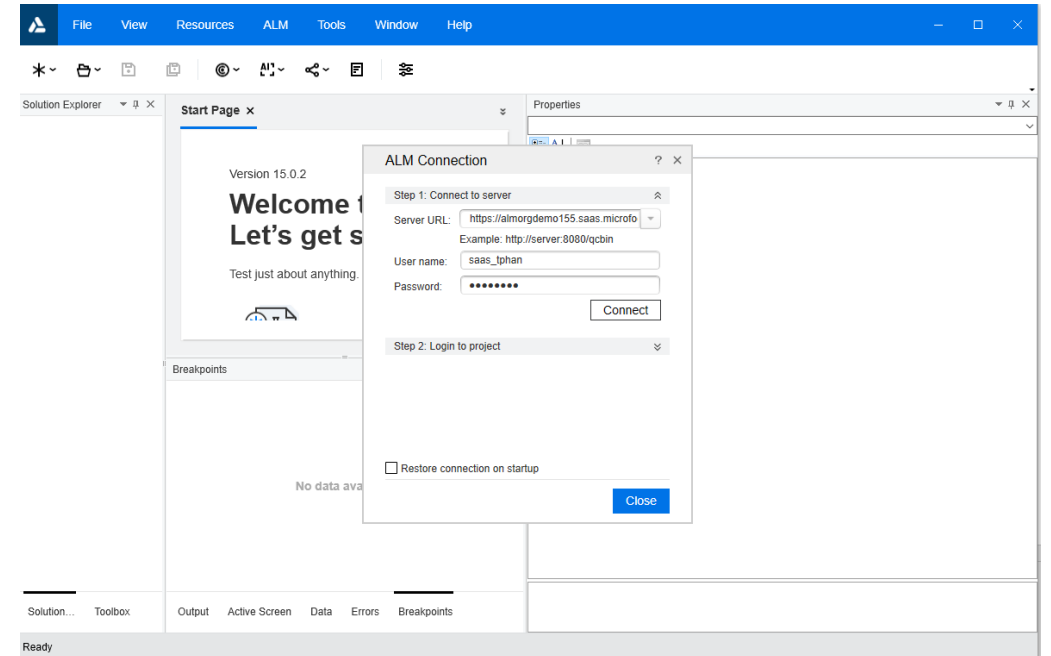 File View Resources ALM Tools Window Help
Solution Explorer
Start Page
Properties
Version 15.0.2
Welcome
Let's get s
Test just about anything.
Breakpoints
No data ava
ALM Connection
Step 1: Connect to server
Server URL: https://almorgdemo155.saas.microfo
Example: http://server:8080/qcbin
User name: saas_tphan
Password: ●●●●●●●●
Connect
Step 2: Login to project
Restore connection on startup
Close
Solution... Toolbox
Output Active Screen Data Errors Breakpoints
Ready